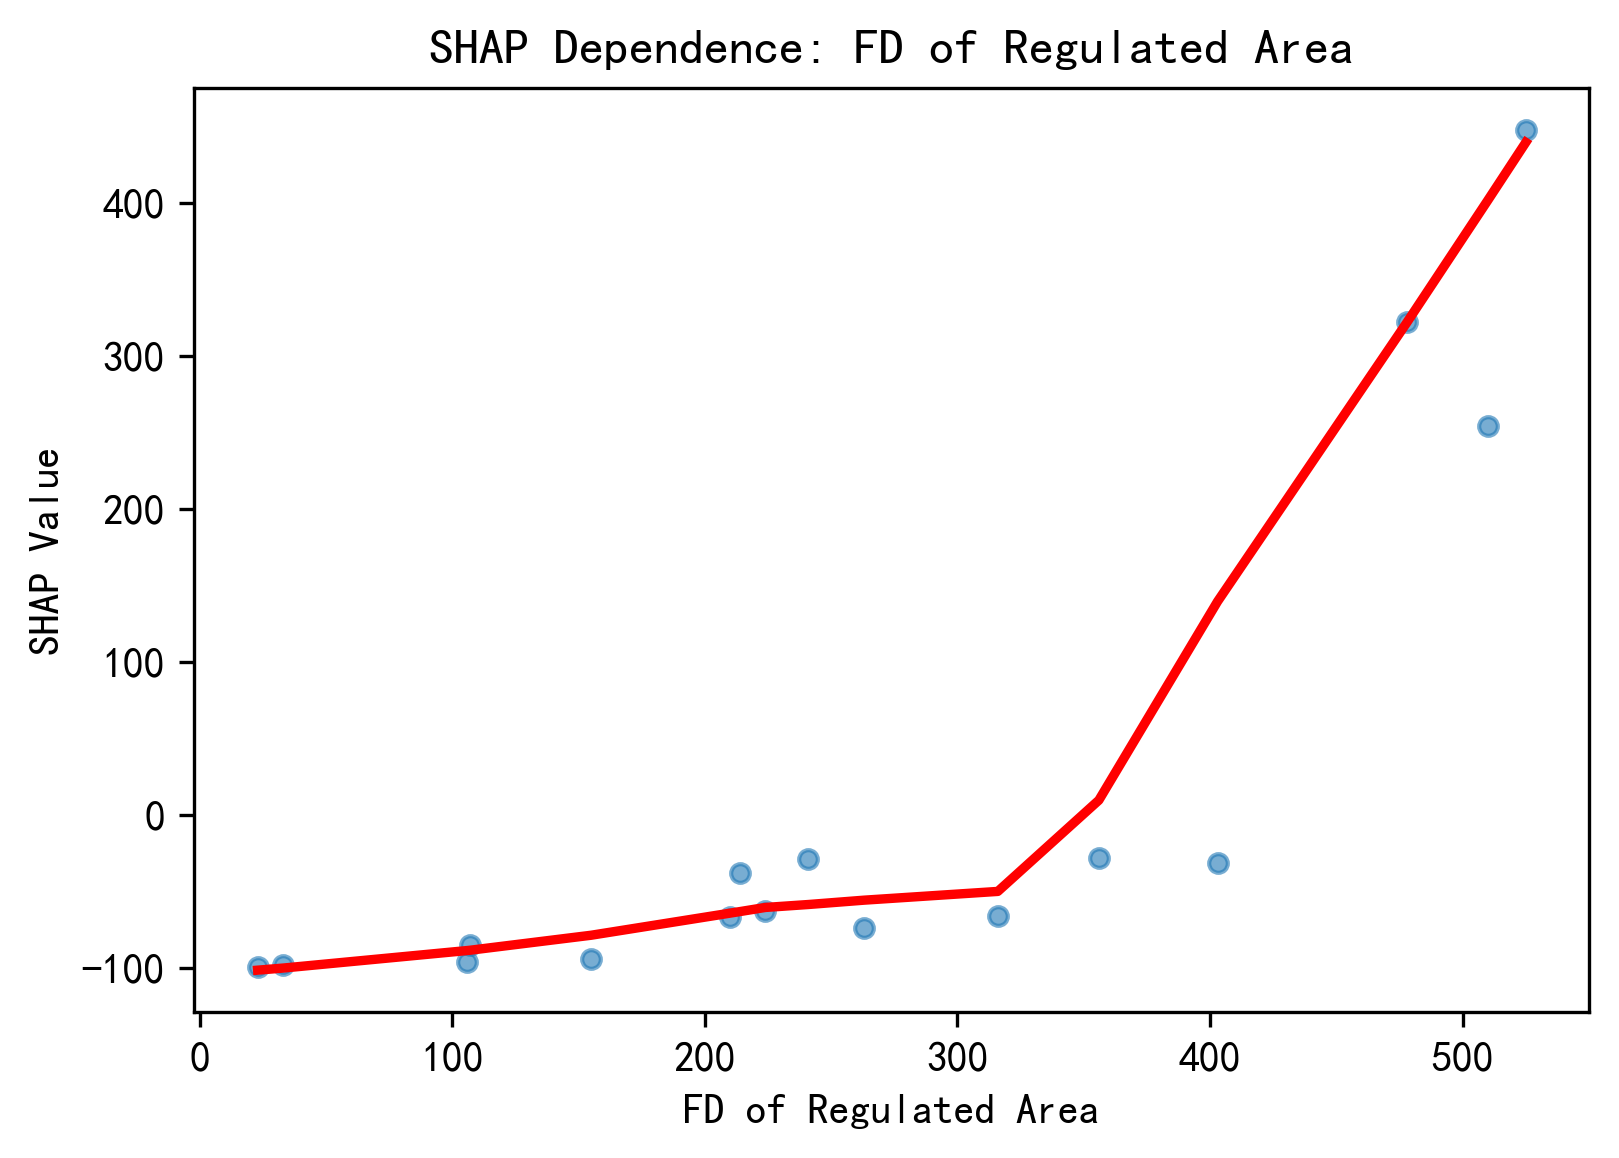 SHAP Dependence: FD of Regulated Area
SHAP Value
400
300
200
100
0
−100
0 100 200 300 400 500
FD of Regulated Area